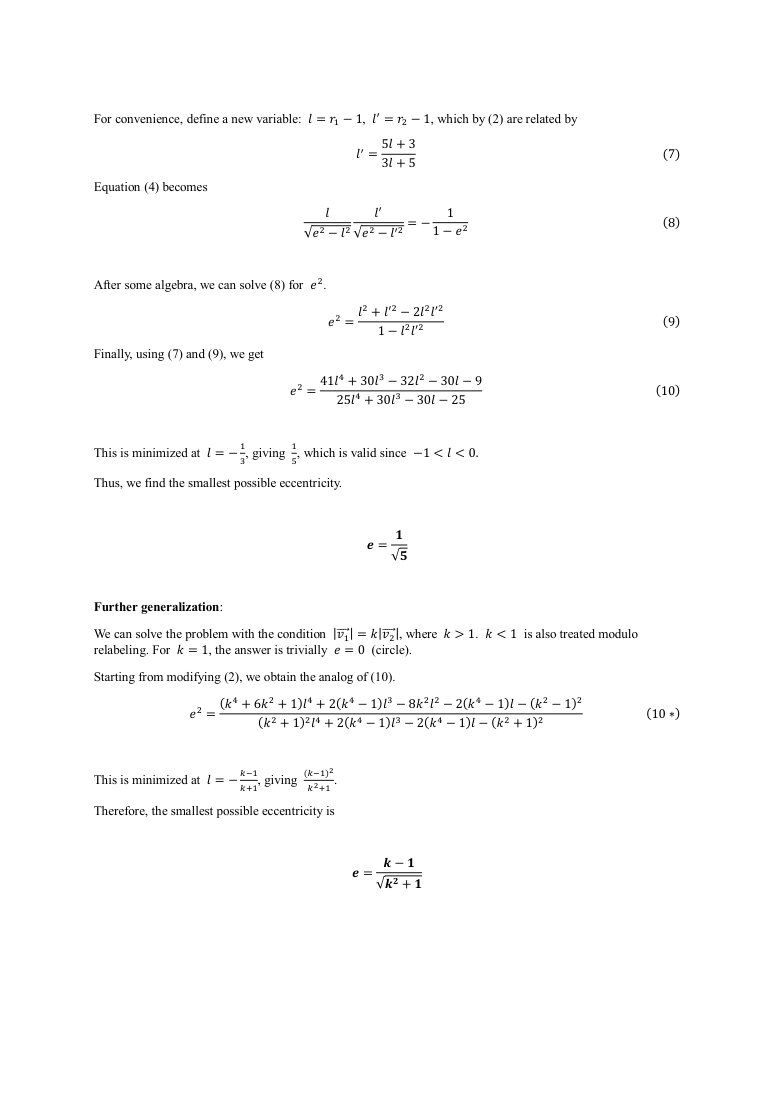 For convenience, define a new variable: l = r₁ − 1, l′ = r₂ − 1, which by (2) are related by
l′ = (5l + 3)/(3l + 5) (7)
Equation (4) becomes
l/√(e² − l²) l′/√(e² − l′²) = − 1/(1 − e²) (8)
After some algebra, we can solve (8) for e².
e² = (l² + l′² − 2l²l′²)/(1 − l²l′²) (9)
Finally, using (7) and (9), we get
e² = (41l⁴ + 30l³ − 32l² − 30l − 9)/(25l⁴ + 30l³ − 30l − 25) (10)
This is minimized at l = −1/3, giving 1/5, which is valid since −1 < l < 0.
Thus, we find the smallest possible eccentricity.
e = 1/√5
Further generalization:
We can solve the problem with the condition |v₁⃗| = k|v₂⃗|, where k > 1. k < 1 is also treated modulo
relabeling. For k = 1, the answer is trivially e = 0 (circle).
Starting from modifying (2), we obtain the analog of (10).
e² = ((k⁴ + 6k² + 1)l⁴ + 2(k⁴ − 1)l³ − 8k²l² − 2(k⁴ − 1)l − (k² − 1)²)/((k² + 1)²l⁴ + 2(k⁴ − 1)l³ − 2(k⁴ − 1)l − (k² + 1)²) (10 *)
This is minimized at l = −(k−1)/(k+1), giving (k−1)²/(k²+1).
Therefore, the smallest possible eccentricity is
e = (k − 1)/√(k² + 1)